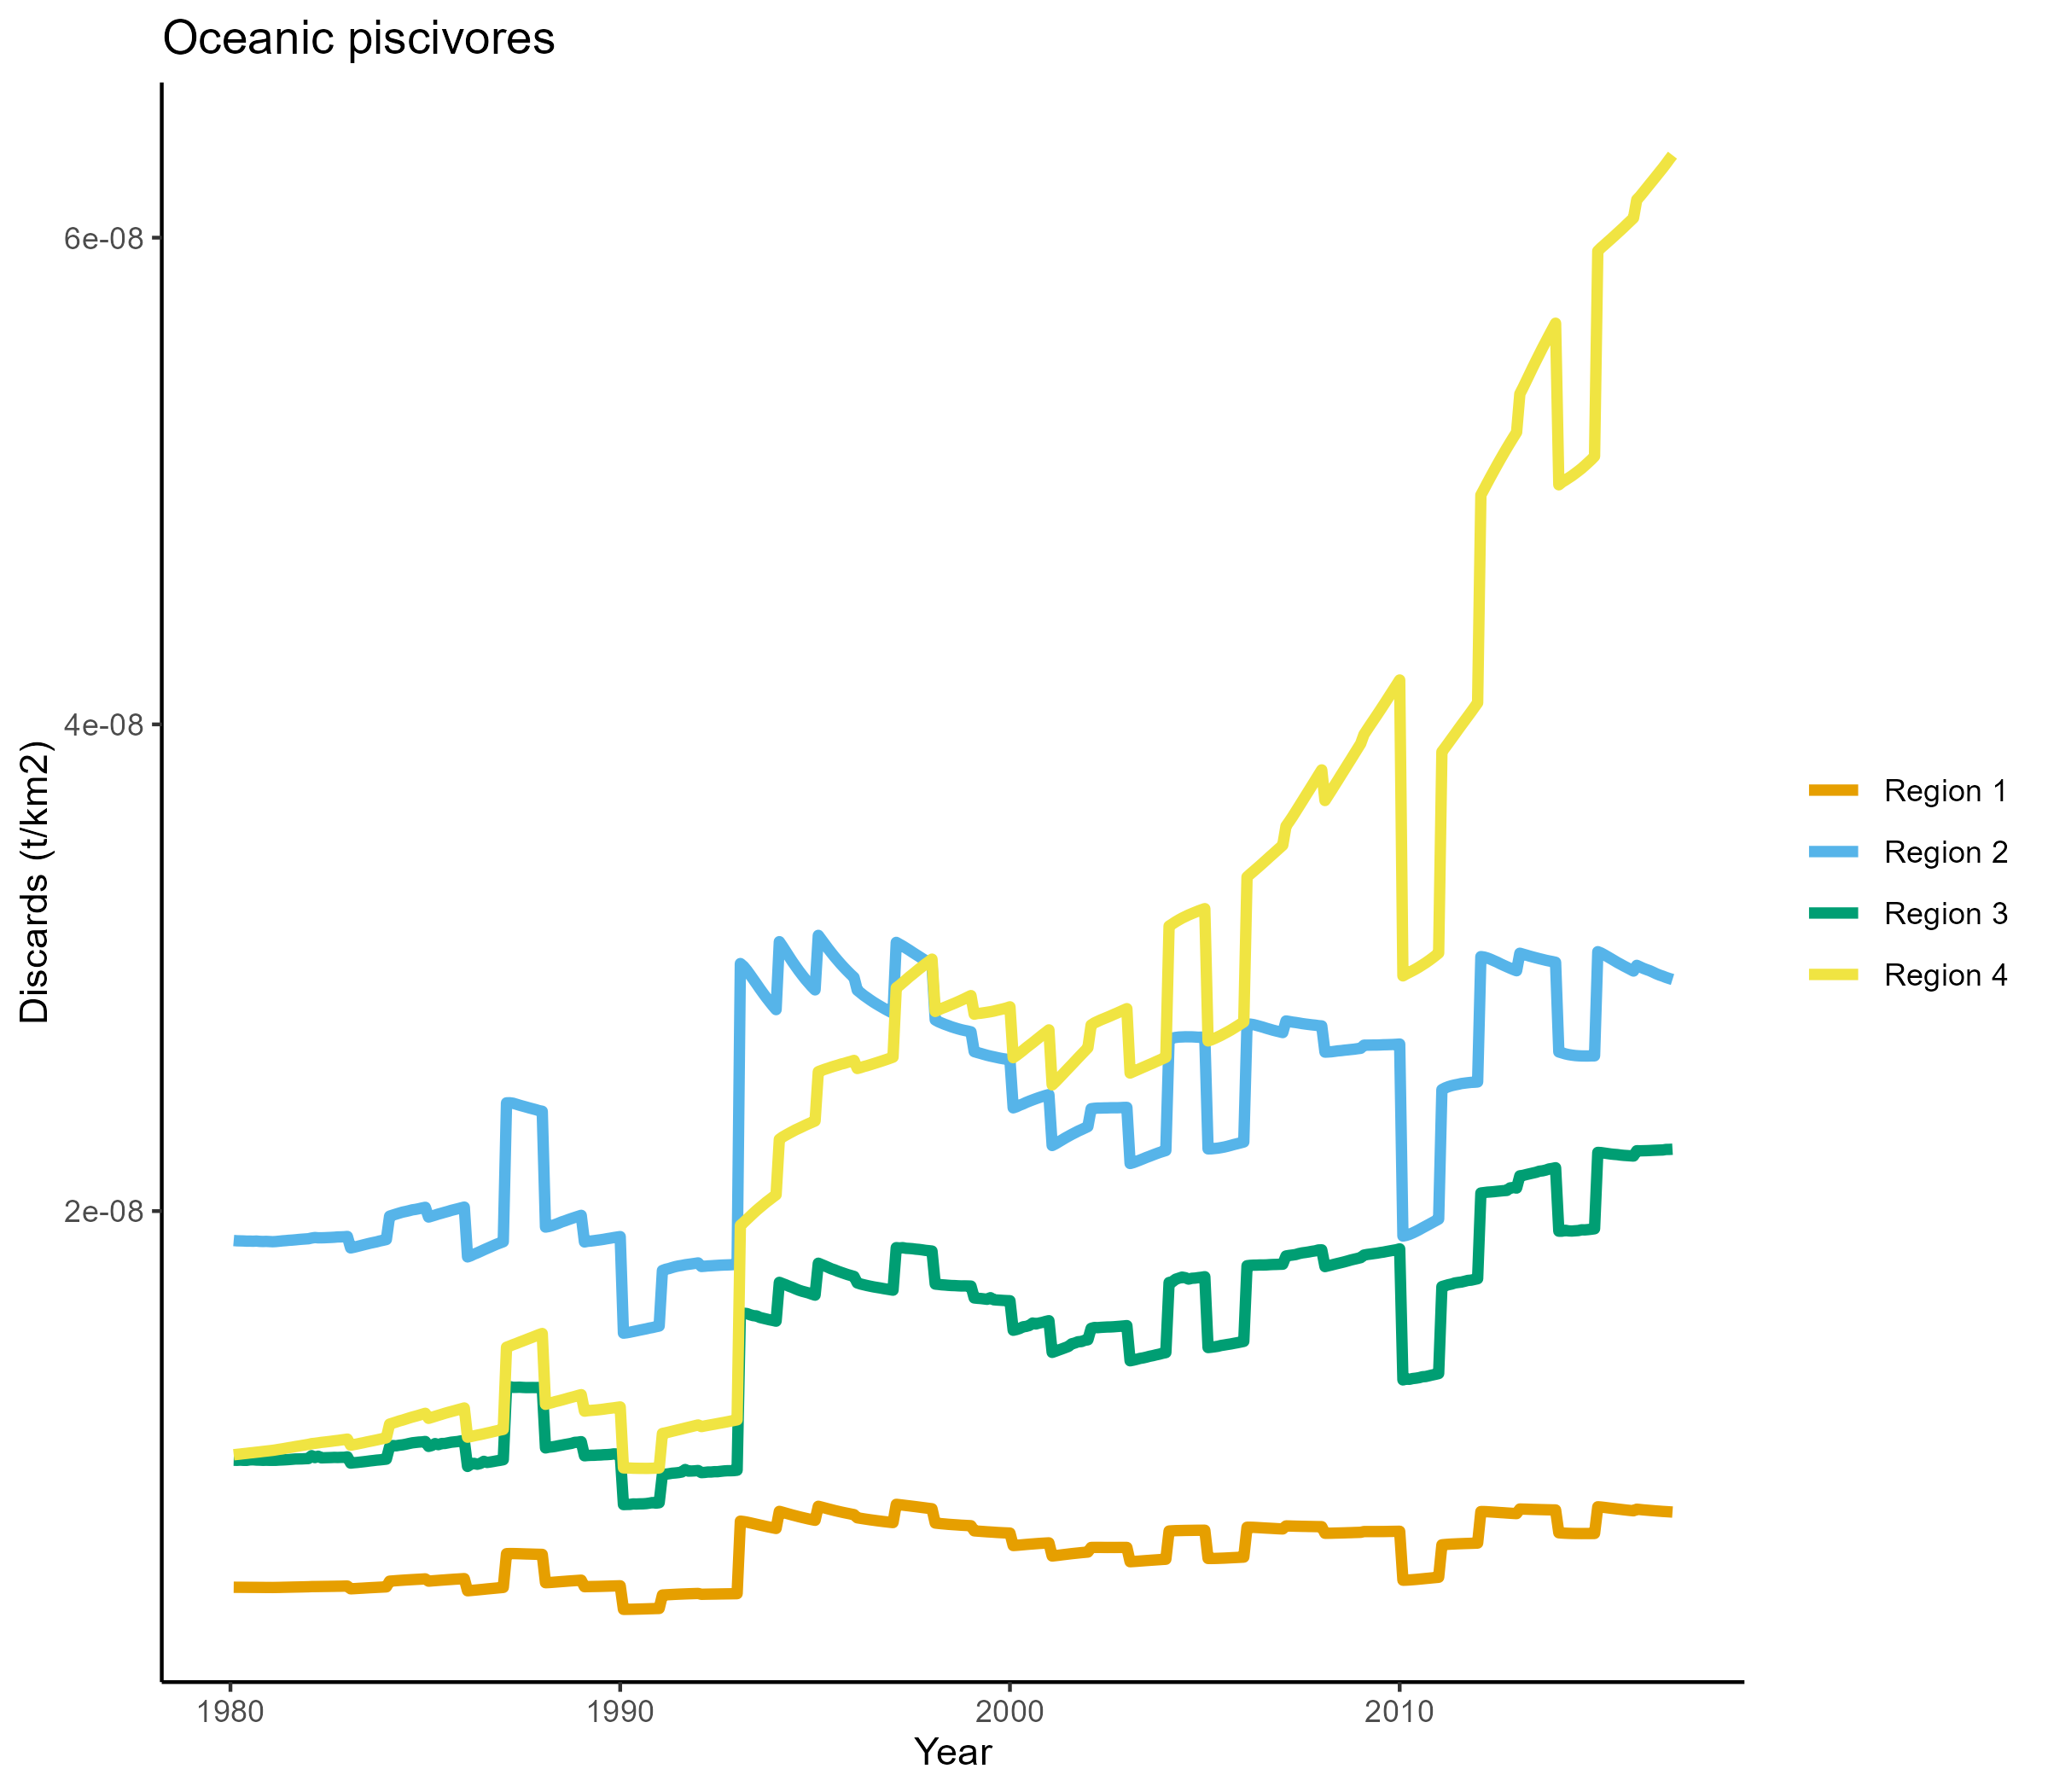 Oceanic piscivores
Discards (t/km2)
6e-08
4e-08
2e-08
1980
1990
2000
2010
Year
Region 1
Region 2
Region 3
Region 4